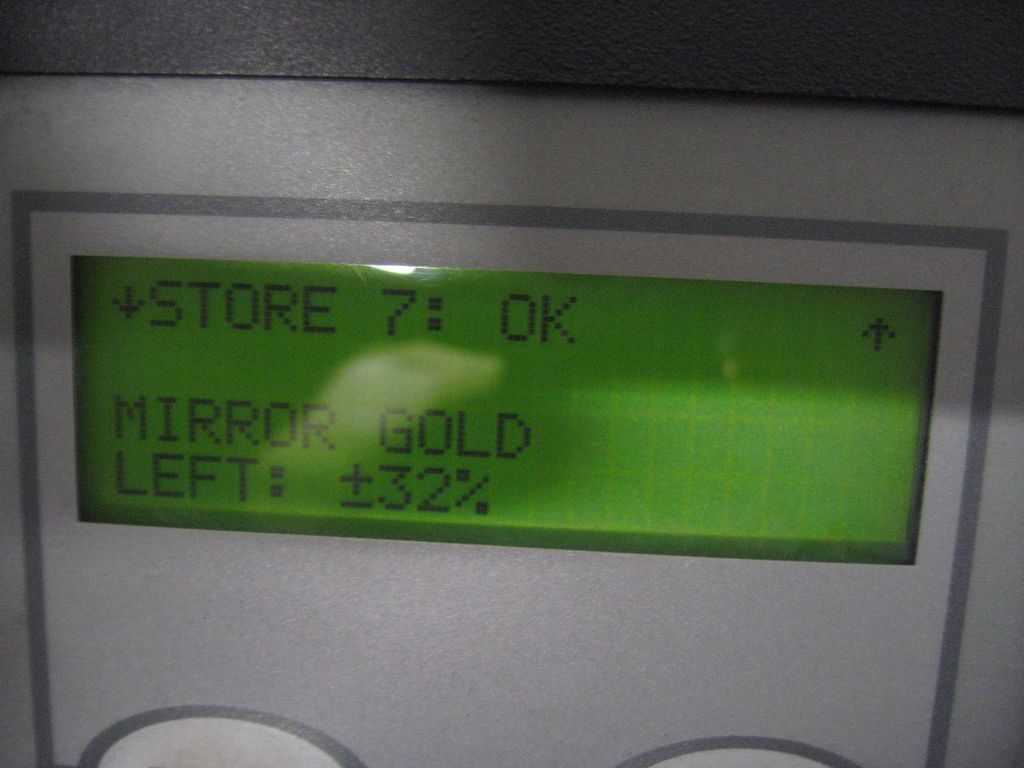 ↓STORE 7: OK ↑
MIRROR GOLD
LEFT: ±32%